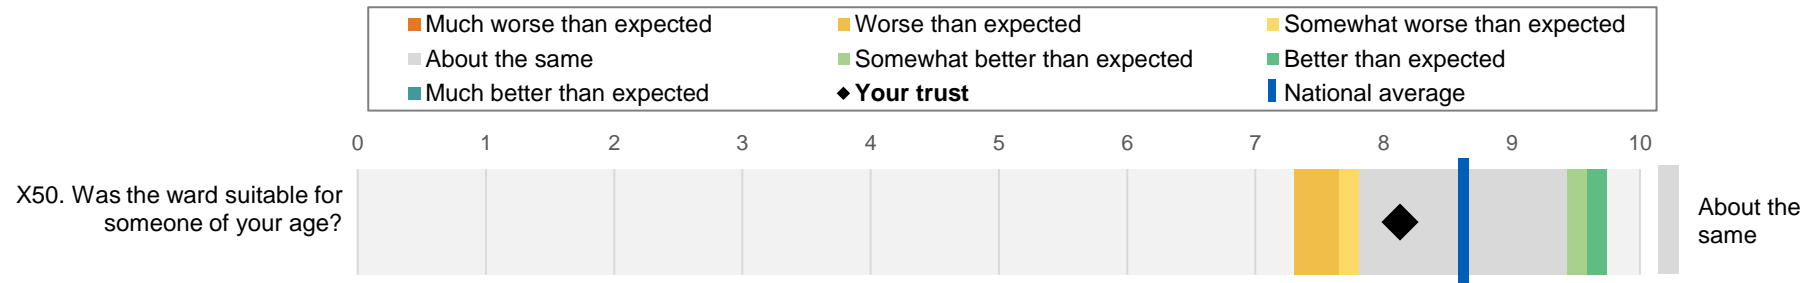 Much worse than expected
Worse than expected
Somewhat worse than expected
About the same
Somewhat better than expected
Better than expected
Much better than expected
Your trust
National average
0 1 2 3 4 5 6 7 8 9 10
X50. Was the ward suitable for
someone of your age?
About the
same